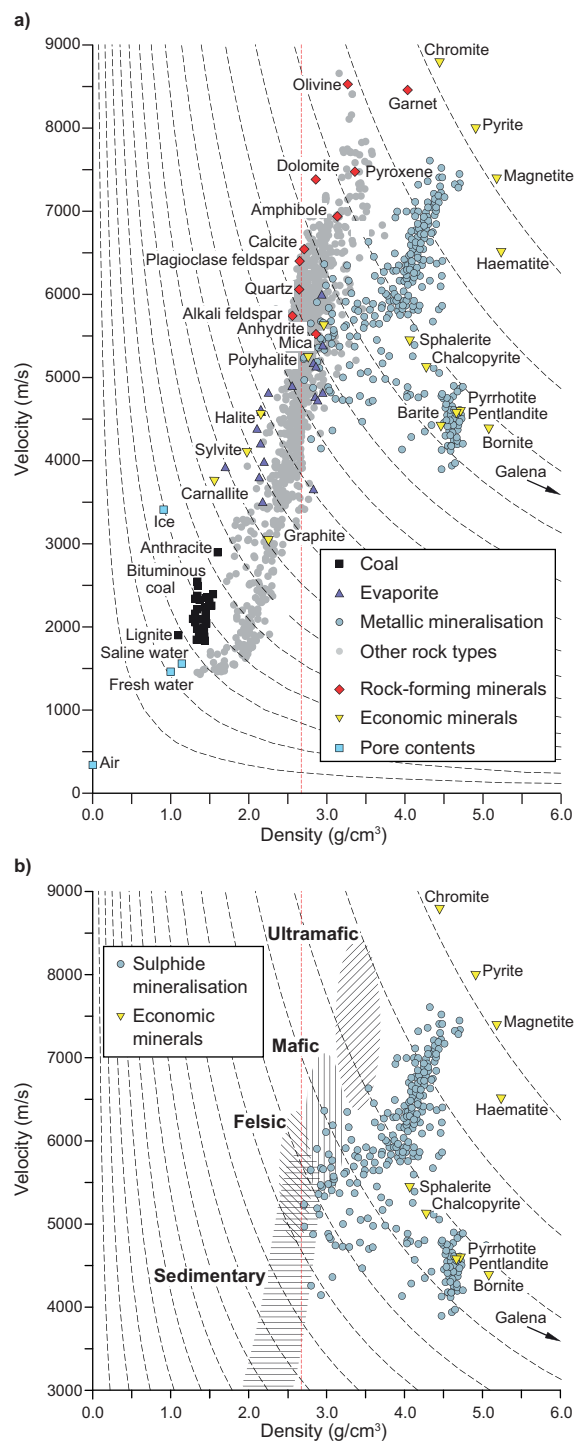 a)
9000
8000
7000
6000
5000
4000
3000
2000
1000
0
Velocity (m/s)
Chromite
Olivine
Garnet
Pyrite
Dolomite
Pyroxene
Magnetite
Amphibole
Calcite
Haematite
Plagioclase feldspar
Quartz
Alkali feldspar
Anhydrite
Mica
Sphalerite
Polyhalite
Chalcopyrite
Halite
Pyrrhotite
Barite
Pentlandite
Bornite
Sylvite
Galena
Carnallite
Ice
Graphite
Anthracite
Bituminous
coal
Lignite
Saline water
Fresh water
Air
Coal
Evaporite
Metallic mineralisation
Other rock types
Rock-forming minerals
Economic minerals
Pore contents
0.0 1.0 2.0 3.0 4.0 5.0 6.0
Density (g/cm³)
b)
9000
8000
7000
6000
5000
4000
3000
Velocity (m/s)
Sulphide
mineralisation
Economic
minerals
Chromite
Ultramafic
Pyrite
Magnetite
Mafic
Haematite
Felsic
Sphalerite
Chalcopyrite
Sedimentary
Pyrrhotite
Pentlandite
Bornite
Galena
0.0 1.0 2.0 3.0 4.0 5.0 6.0
Density (g/cm³)